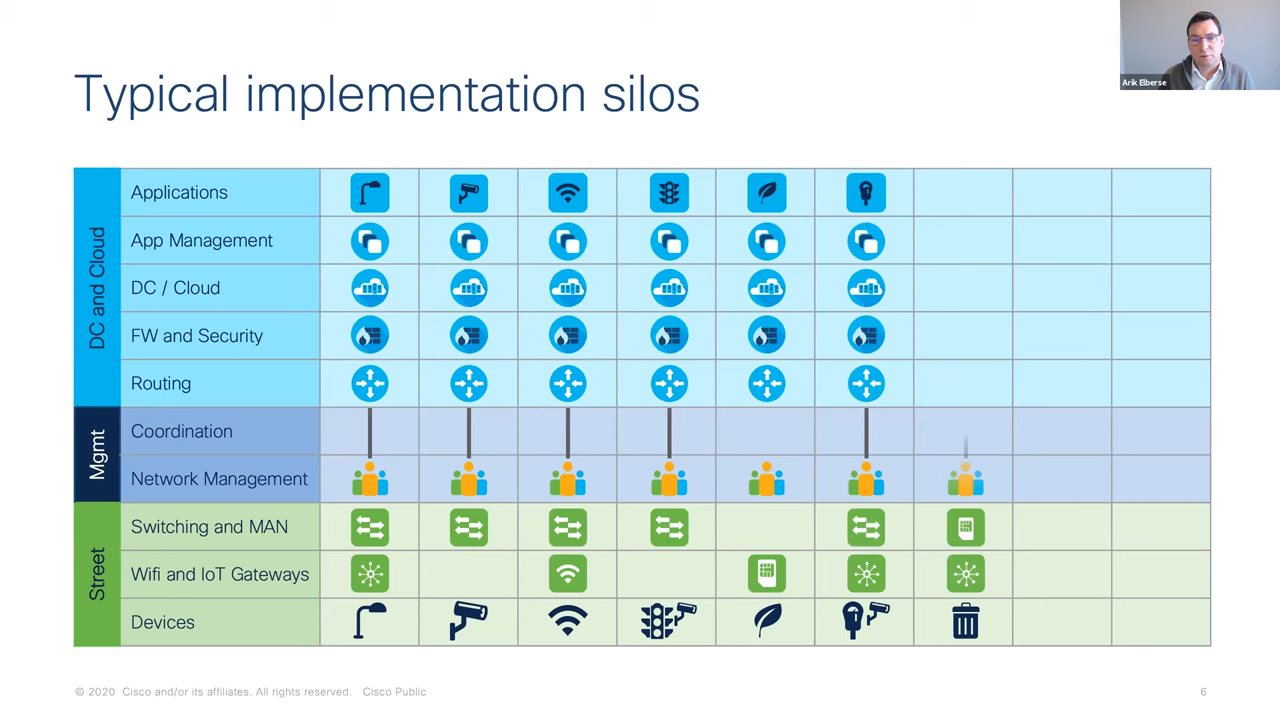 Arik Elberse
Typical implementation silos
DC and Cloud
Applications
App Management
DC / Cloud
FW and Security
Routing
Mgmt
Coordination
Network Management
Street
Switching and MAN
Wifi and IoT Gateways
Devices
© 2020 Cisco and/or its affiliates. All rights reserved. Cisco Public
6